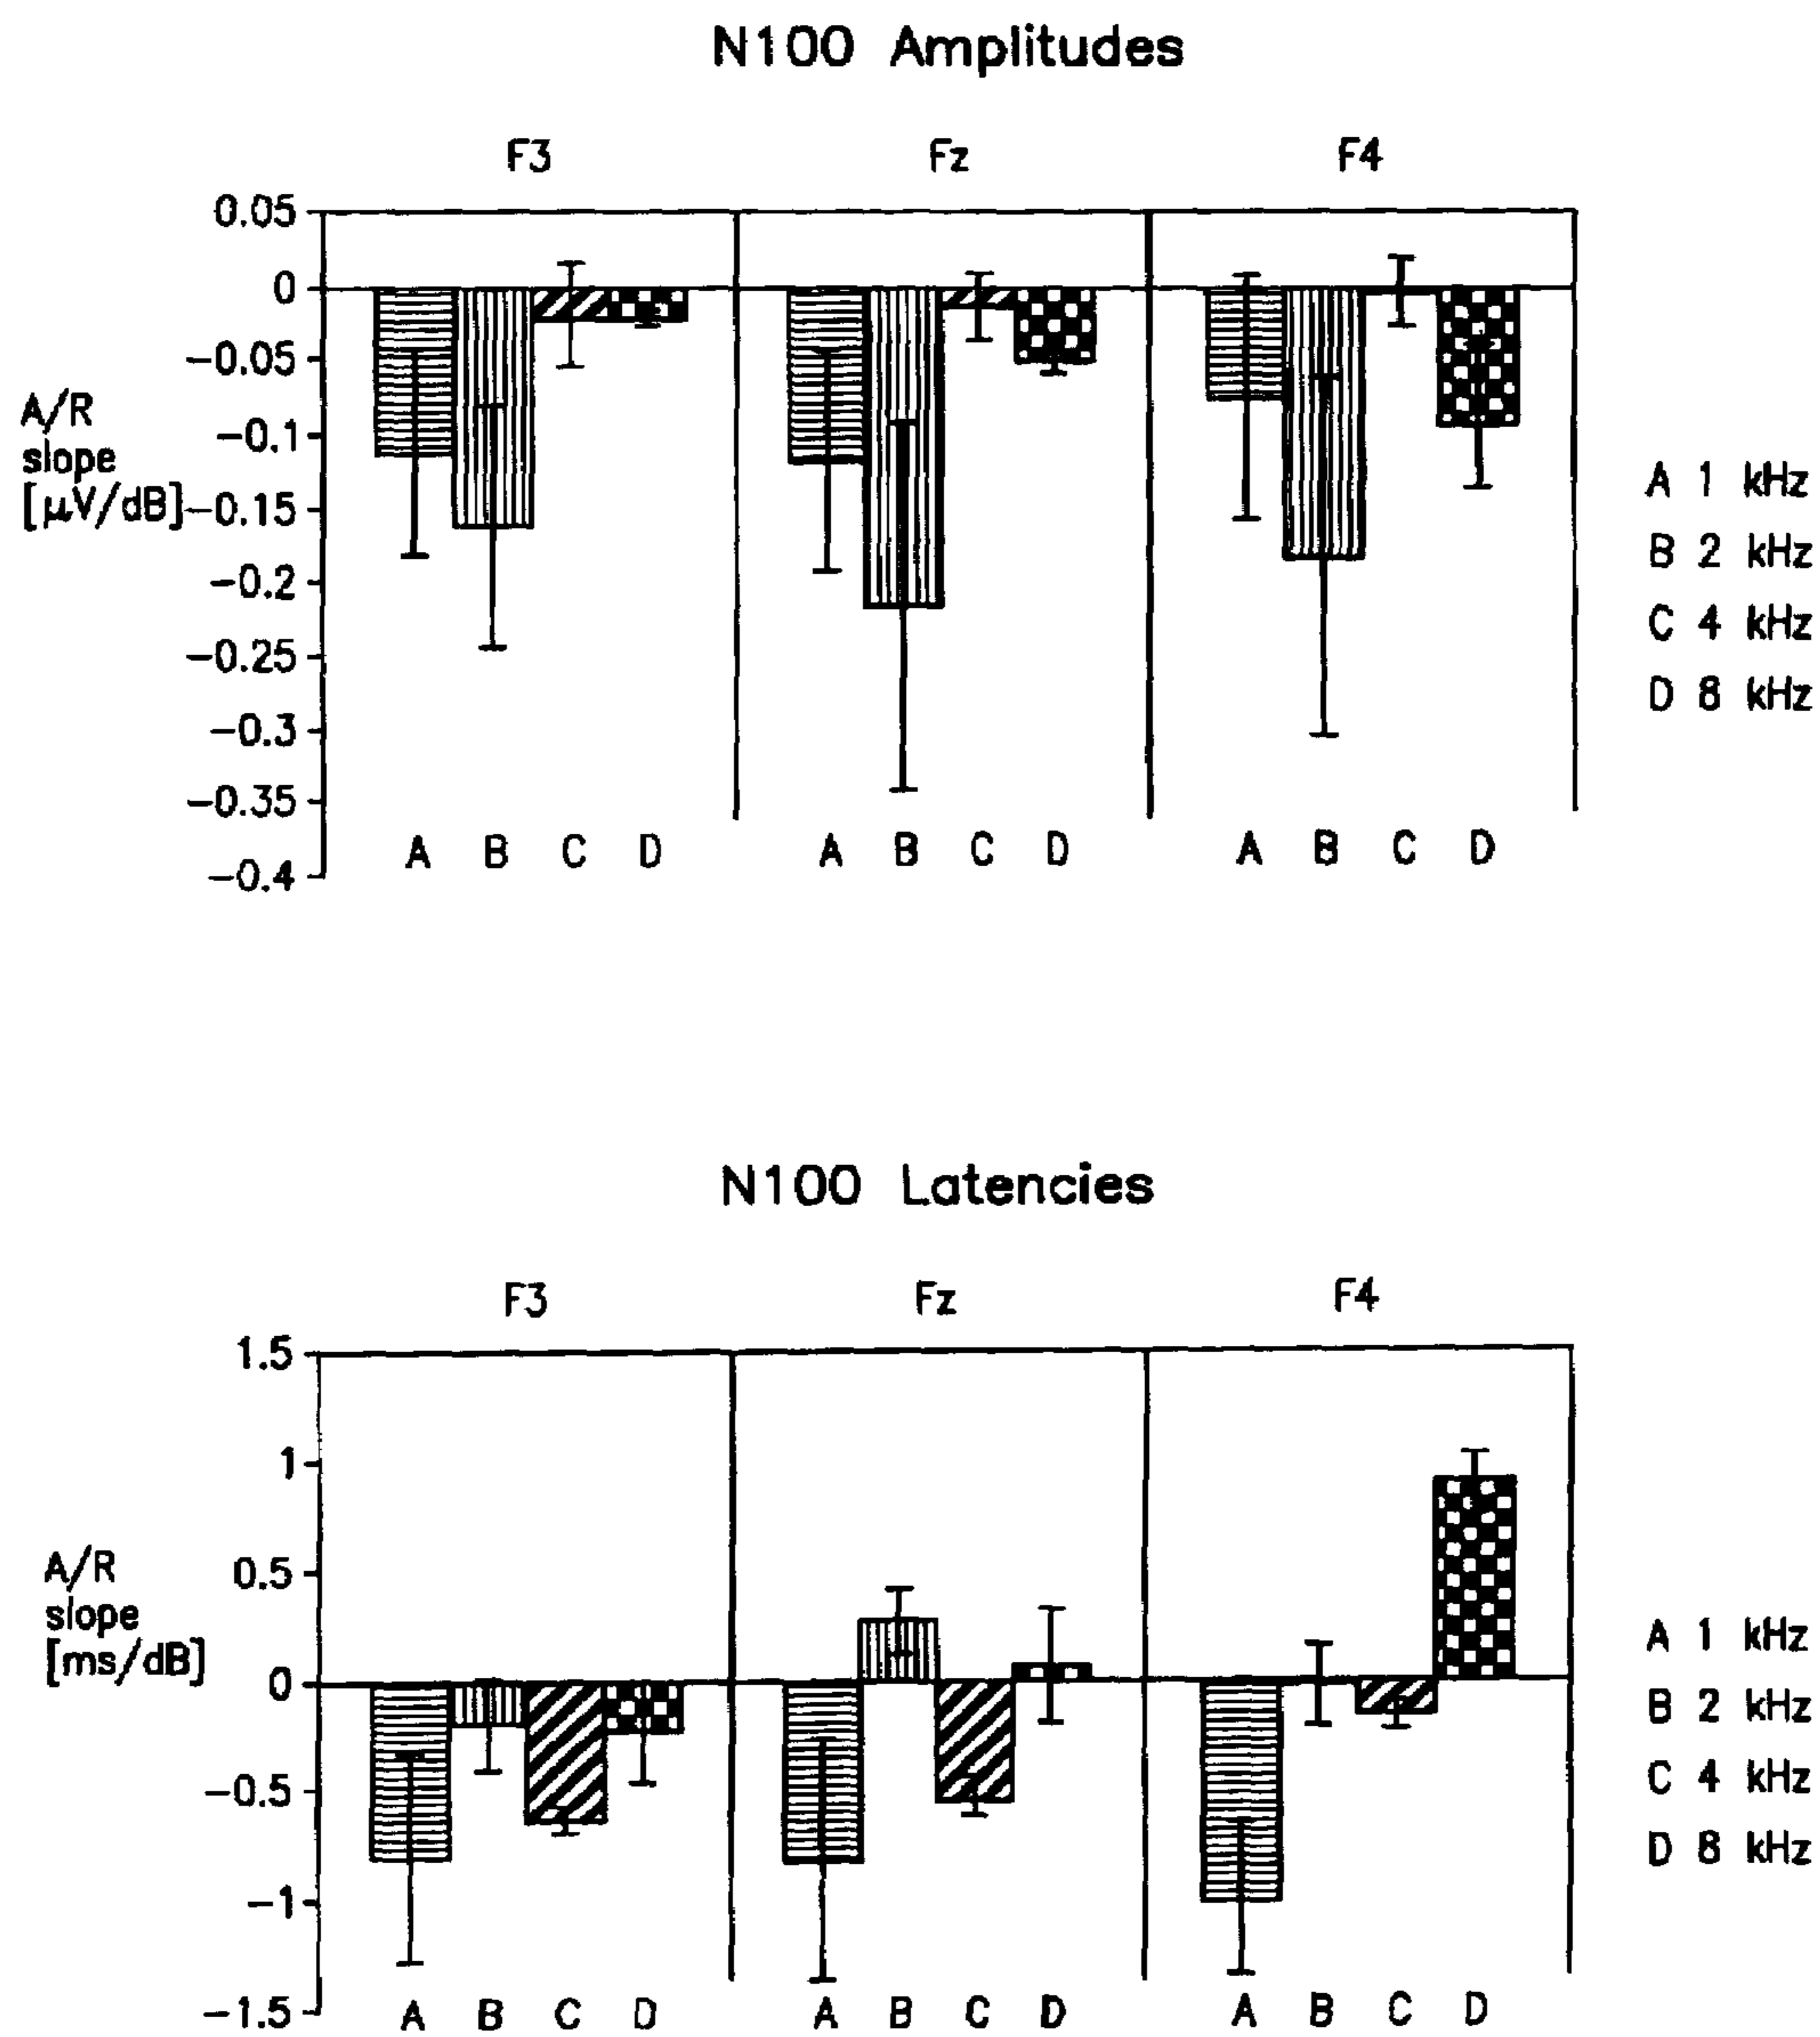 N100 Amplitudes
F3 Fz F4
0.05
0
-0.05
-0.1
-0.15
-0.2
-0.25
-0.3
-0.35
-0.4
A/R
slope
[μV/dB]
A B C D A B C D A B C D
A 1 kHz
B 2 kHz
C 4 kHz
D 8 kHz
N100 Latencies
F3 Fz F4
1.5
1
0.5
0
-0.5
-1
-1.5
A/R
slope
[ms/dB]
A B C D A B C D A B C D
A 1 kHz
B 2 kHz
C 4 kHz
D 8 kHz